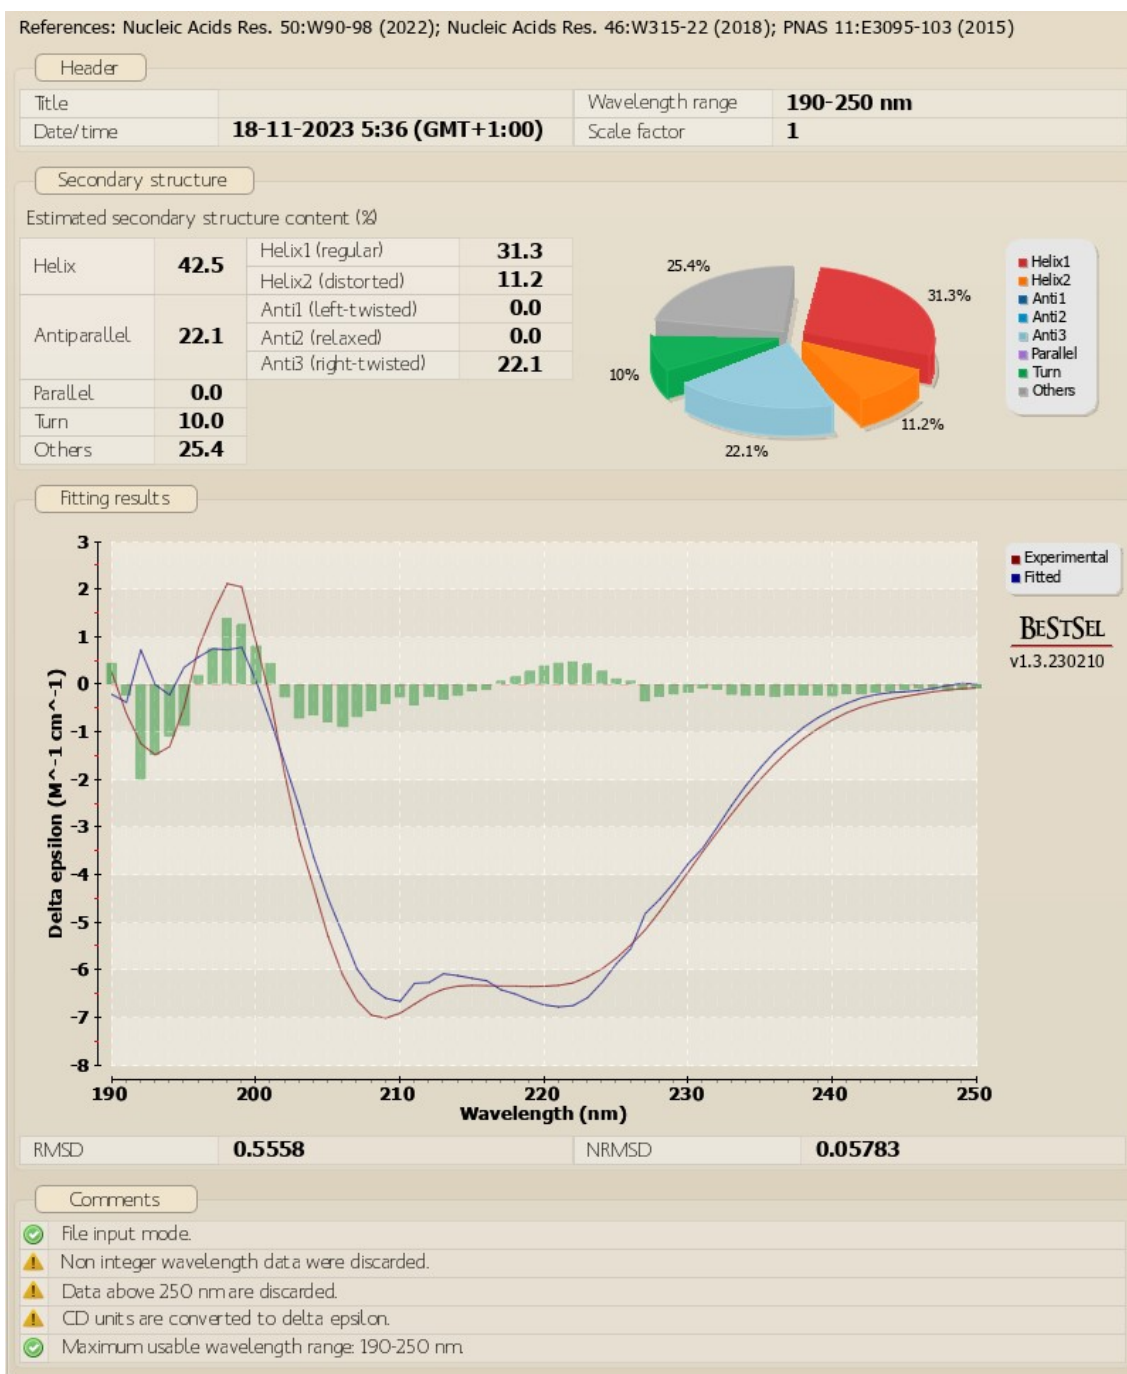 References: Nucleic Acids Res. 50:W90-98 (2022); Nucleic Acids Res. 46:W315-22 (2018); PNAS 11:E3095-103 (2015)
Header
Title Wavelength range 190-250 nm
Date/time 18-11-2023 5:36 (GMT+1:00) Scale factor 1
Secondary structure
Estimated secondary structure content (%)
Helix 42.5 Helix1 (regular) 31.3
Helix2 (distorted) 11.2
Antiparallel 22.1 Anti1 (left-twisted) 0.0
Anti2 (relaxed) 0.0
Anti3 (right-twisted) 22.1
Parallel 0.0
Turn 10.0
Others 25.4
25.4%
31.3%
10%
11.2%
22.1%
Helix1
Helix2
Anti1
Anti2
Anti3
Parallel
Turn
Others
Fitting results
3
2
1
0
-1
-2
-3
-4
-5
-6
-7
-8
Delta epsilon (M^-1 cm^-1)
190 200 210 220 230 240 250
Wavelength (nm)
Experimental
Fitted
BESTSEL
v1.3.230210
RMSD 0.5558 NRMSD 0.05783
Comments
File input mode.
Non integer wavelength data were discarded.
Data above 250 nm are discarded.
CD units are converted to delta epsilon.
Maximum usable wavelength range: 190-250 nm.